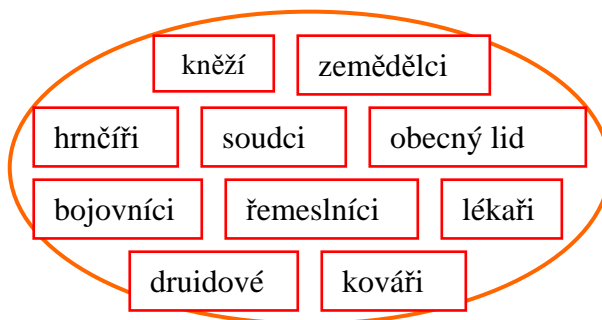 kněží zemědělci
hrnčíři soudci obecný lid
bojovníci řemeslníci lékaři
druidové kováři